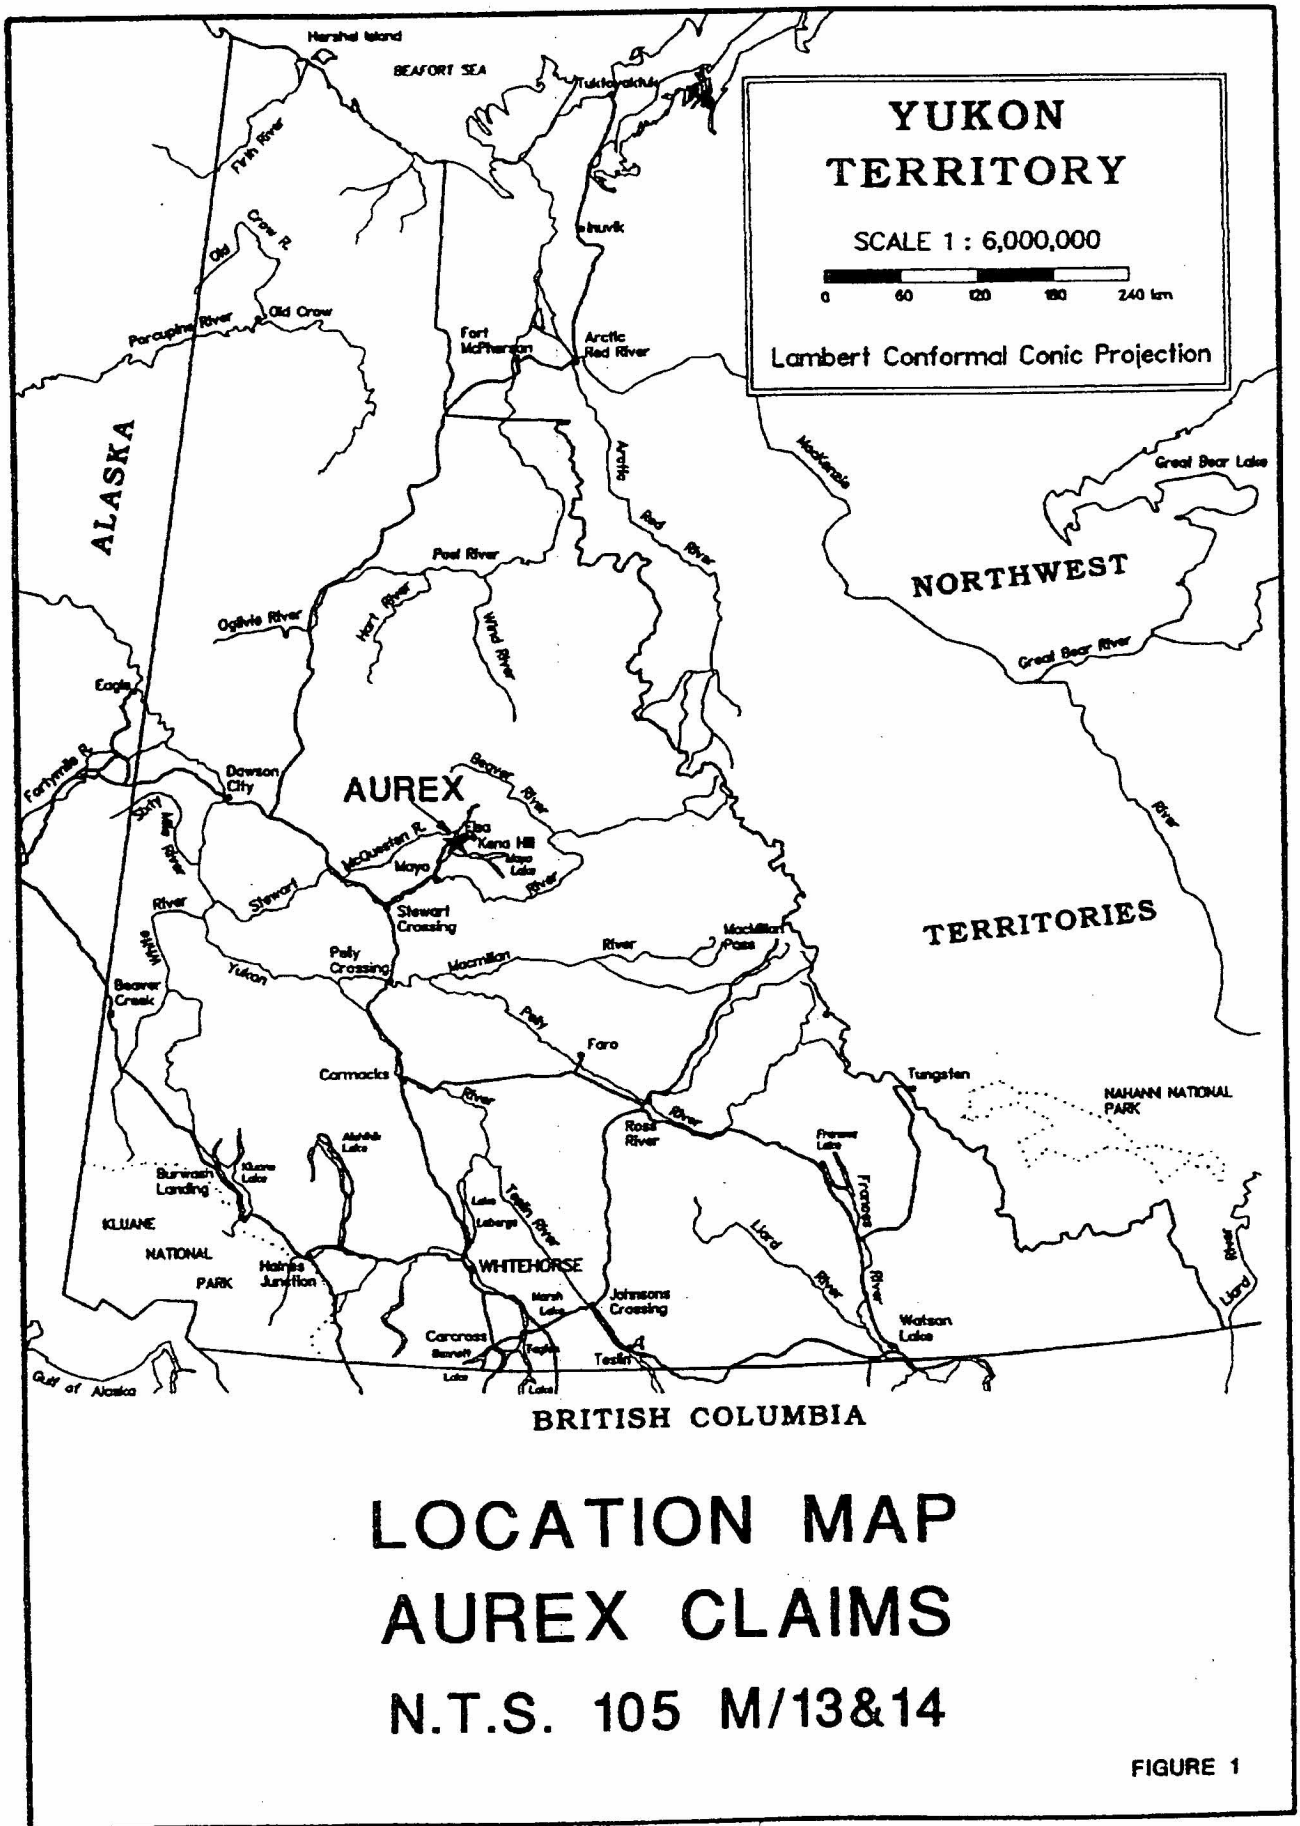 Hershel Island
BEAFORT SEA
Tuktoyaktuk
Firth River
YUKON
TERRITORY
SCALE 1 : 6,000,000
0 60 120 180 240 km
Lambert Conformal Conic Projection
Old Crow R.
Inuvik
Porcupine River
Old Crow
Fort
McPherson
Arctic
Red River
ALASKA
Arctic
Red
River
MacKenzie
Great Bear Lake
NORTHWEST
Peel River
Hart River
Wind River
Ogilvie River
Great Bear River
Eagle
Fortymile R.
Dawson
City
Sixty
Mile River
AUREX
Beaver
River
McQuesten R.
Elsa
Keno Hill
Mayo
Mayo
Lake
River
River
Stewart
Stewart
Crossing
River
White
Yukon
Pelly
Crossing
Macmillan
River
MacMillan
Pass
TERRITORIES
Beaver
Creek
Pelly
Faro
Carmacks
River
Ross
River
River
Tungsten
NAHANNI NATIONAL
PARK
Aishihik
Lake
Frances
Lake
Burwash
Landing
Kluane
Lake
Teslin River
Lake
Laberge
Frances
River
Liard
River
Liard
River
KLUANE
NATIONAL
PARK
Haines
Junction
WHITEHORSE
Marsh
Lake
Johnsons
Crossing
Watson
Lake
Carcross
Bennett
Lake
Tagish
Lake
Teslin
Gulf of Alaska
BRITISH COLUMBIA
LOCATION MAP
AUREX CLAIMS
N.T.S. 105 M/13&14
FIGURE 1